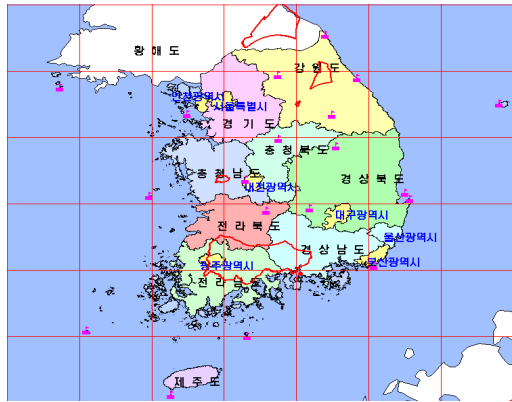 황 해 도
강 원 도
인천광역시
서울특별시
경 기 도
충 청 북 도
충 청 남 도
경 상 북 도
대전광역시
대구광역시
전 라 북 도
울산광역시
경 상 남 도
부산광역시
광주광역시
전 라 남 도
제 주 도